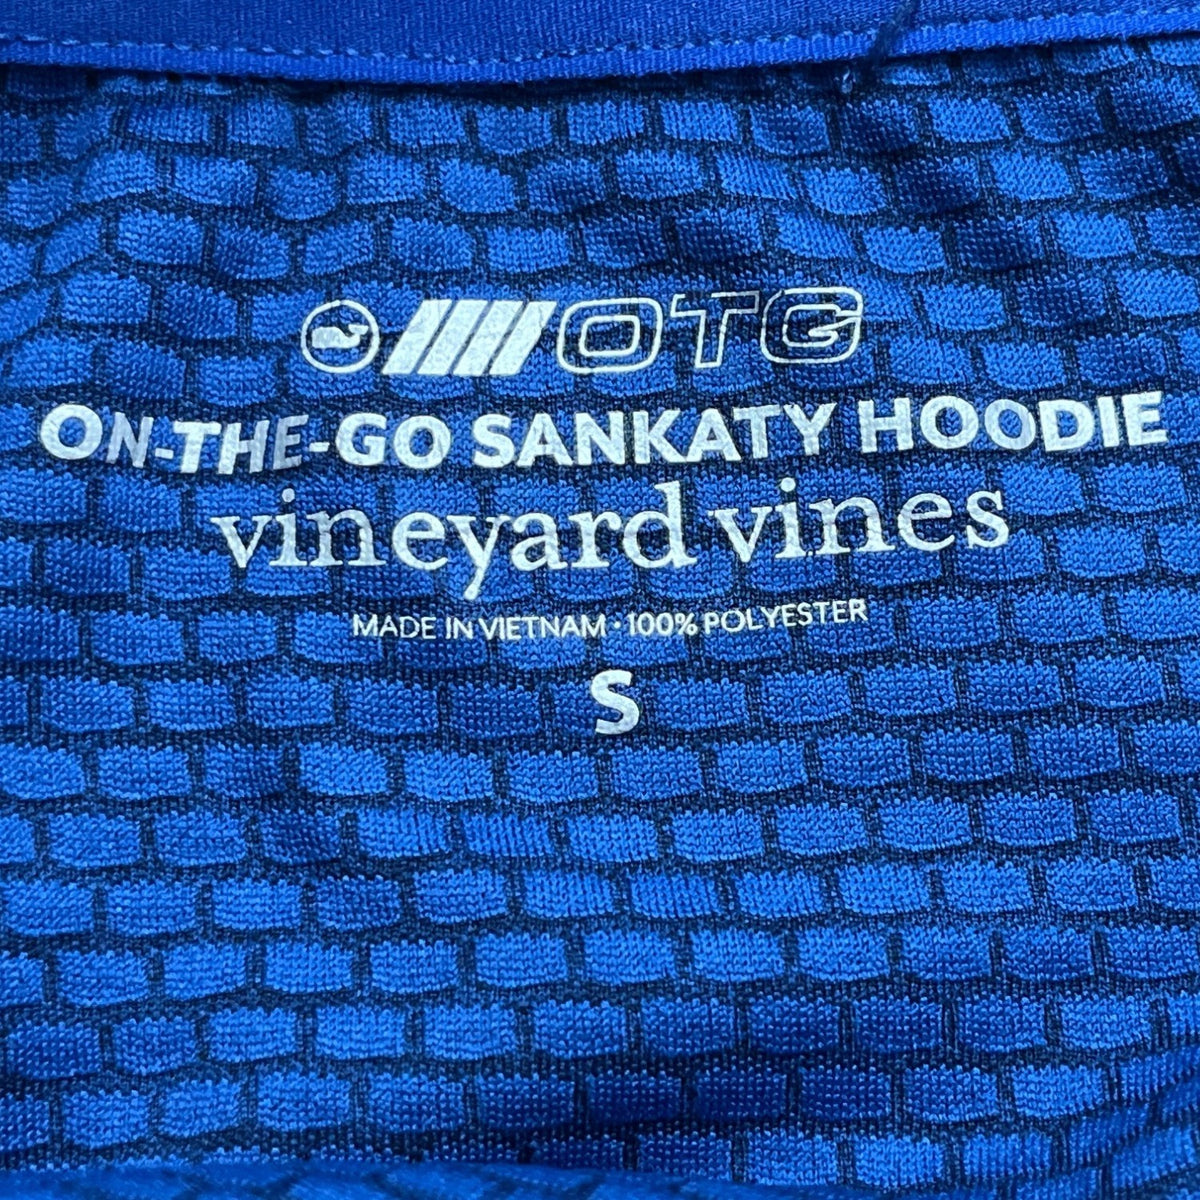 OTG
ON-THE-GO SANKATY HOODIE
vineyard vines
MADE IN VIETNAM · 100% POLYESTER
S